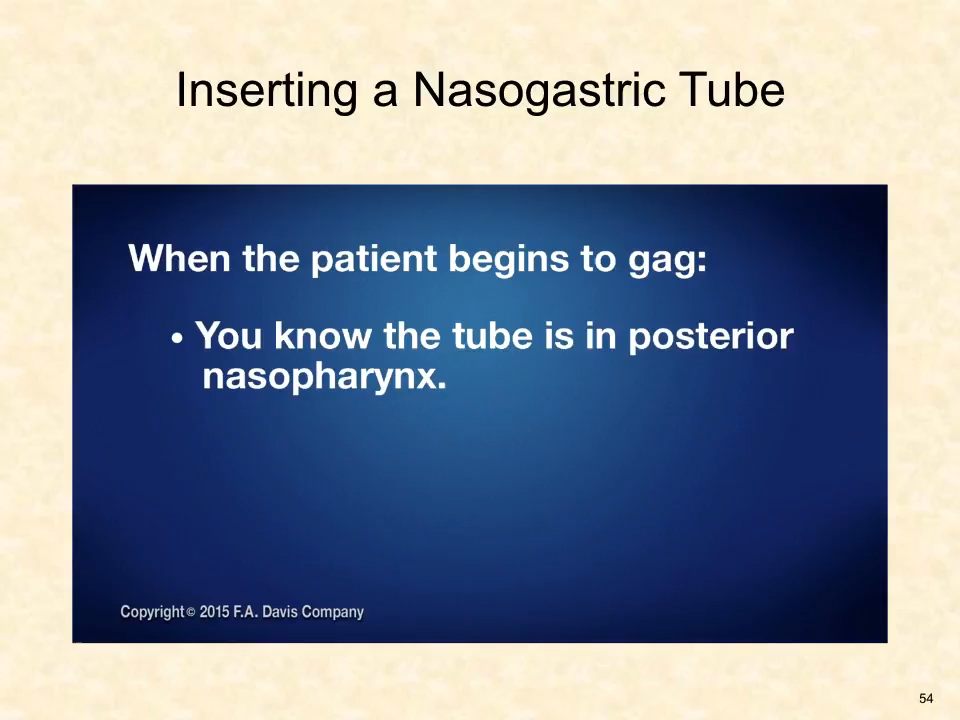 Inserting a Nasogastric Tube
When the patient begins to gag:
• You know the tube is in posterior
nasopharynx.
Copyright © 2015 F.A. Davis Company
54